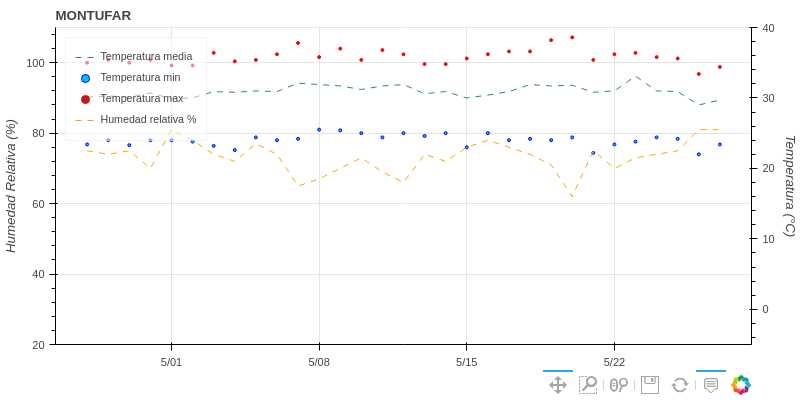 MONTUFAR
Temperatura media
Temperatura min
Temperatura max
Humedad relativa %
Humedad Relativa (%)
100
80
60
40
20
Temperatura (°C)
40
30
20
10
0
5/01
5/08
5/15
5/22